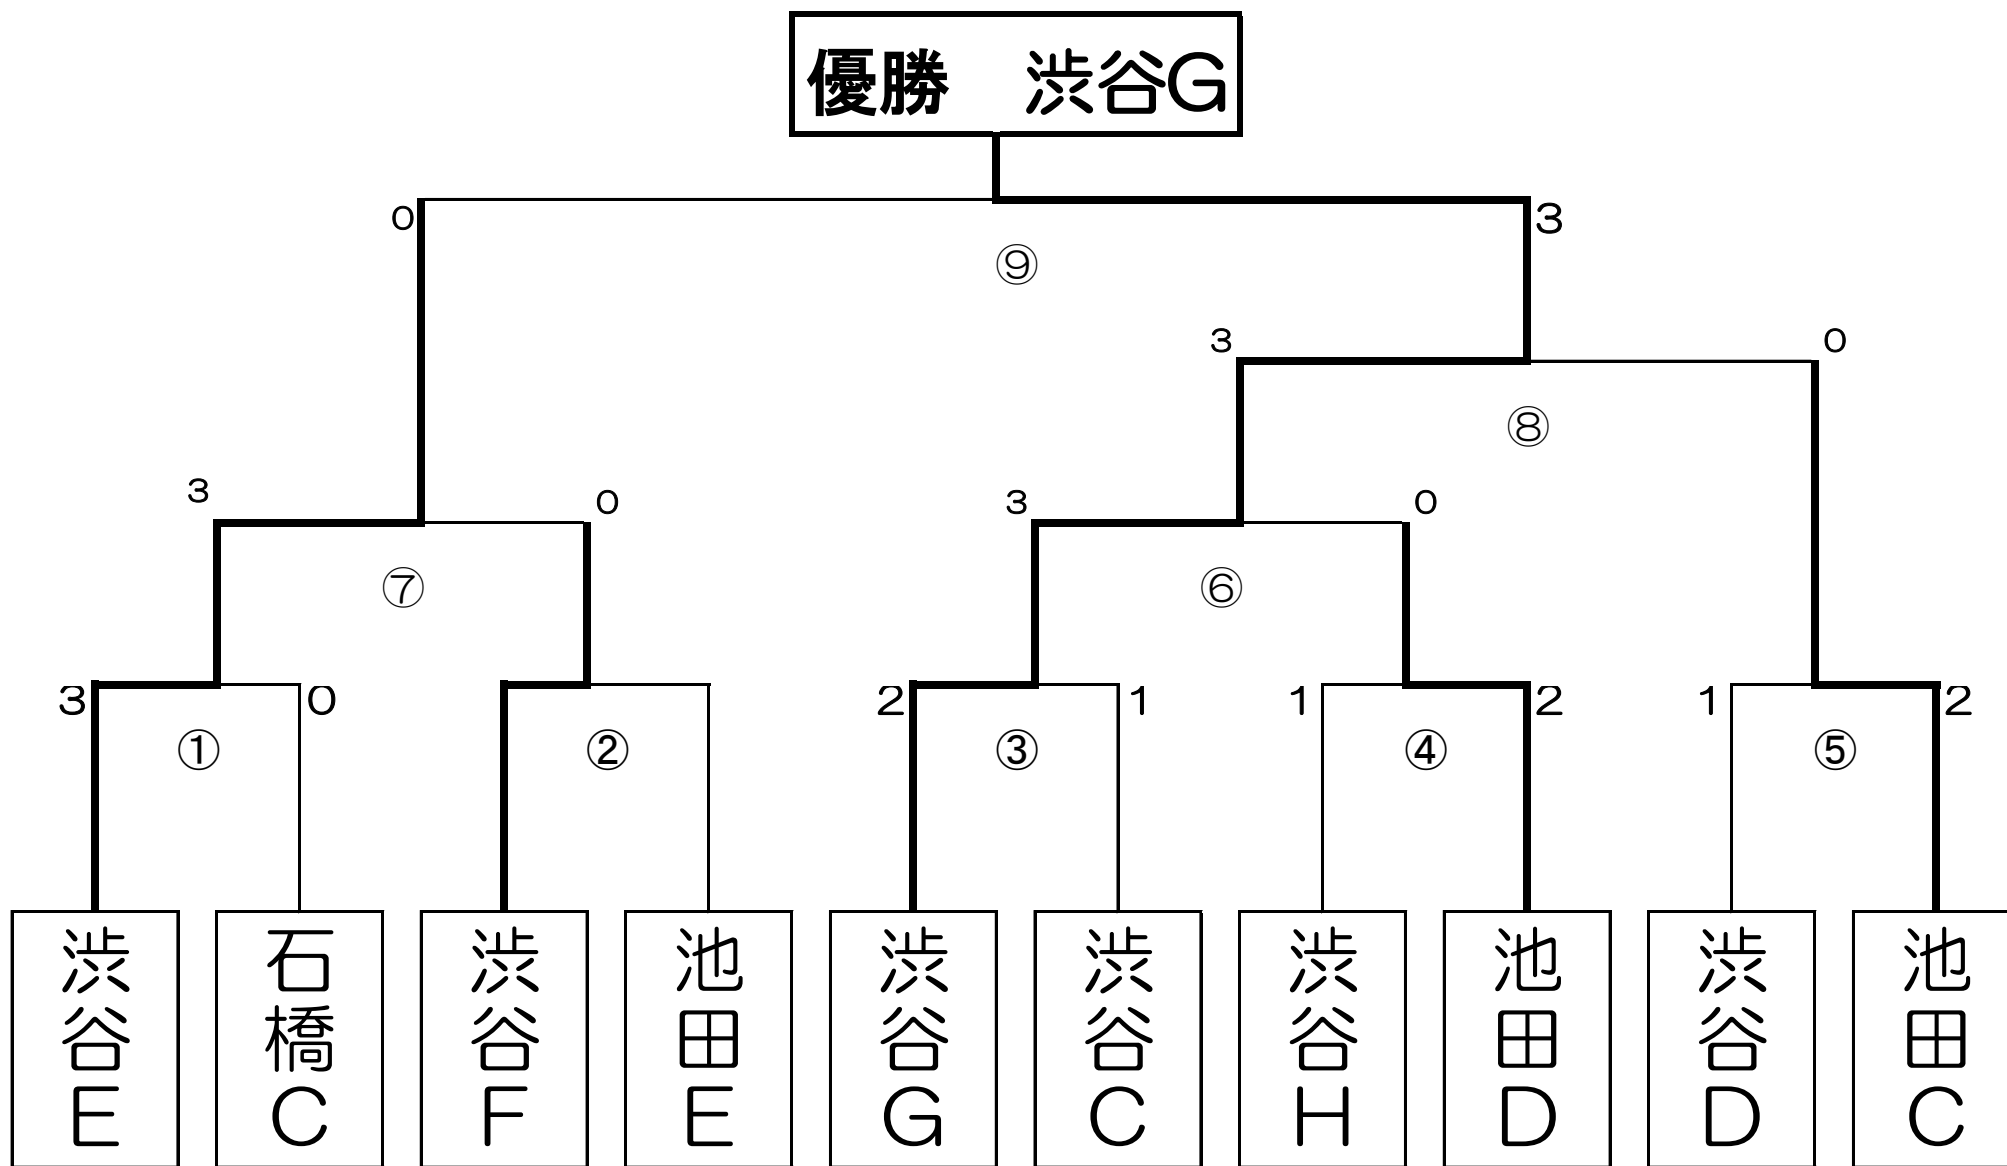 優勝　渋谷G
0 3
⑨
3 0
⑧
3 0 3 0
⑦ ⑥
3 0 2 1 1 2 1 2
① ② ③ ④ ⑤
渋谷E
石橋C
渋谷F
池田E
渋谷G
渋谷C
渋谷H
池田D
渋谷D
池田C